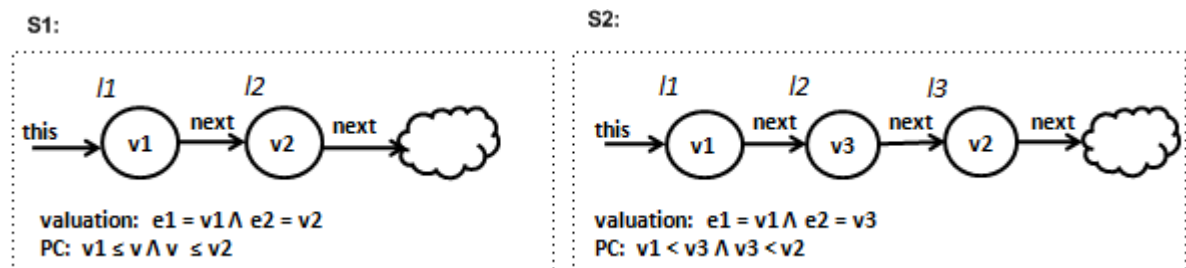 S1:
S2:
l1 l2
this v1 next v2 next
valuation: e1 = v1 Λ e2 = v2
PC: v1 ≤ v Λ v ≤ v2
l1 l2 l3
this v1 next v3 next v2 next
valuation: e1 = v1 Λ e2 = v3
PC: v1 < v3 Λ v3 < v2